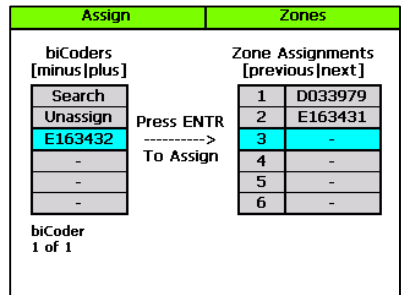 Assign Zones
biCoders
[minus|plus]
Search
Unassign
E163432
-
-
-
biCoder
1 of 1
Press ENTR
---------->
To Assign
Zone Assignments
[previous|next]
1 D033979
2 E163431
3 -
4 -
5 -
6 -